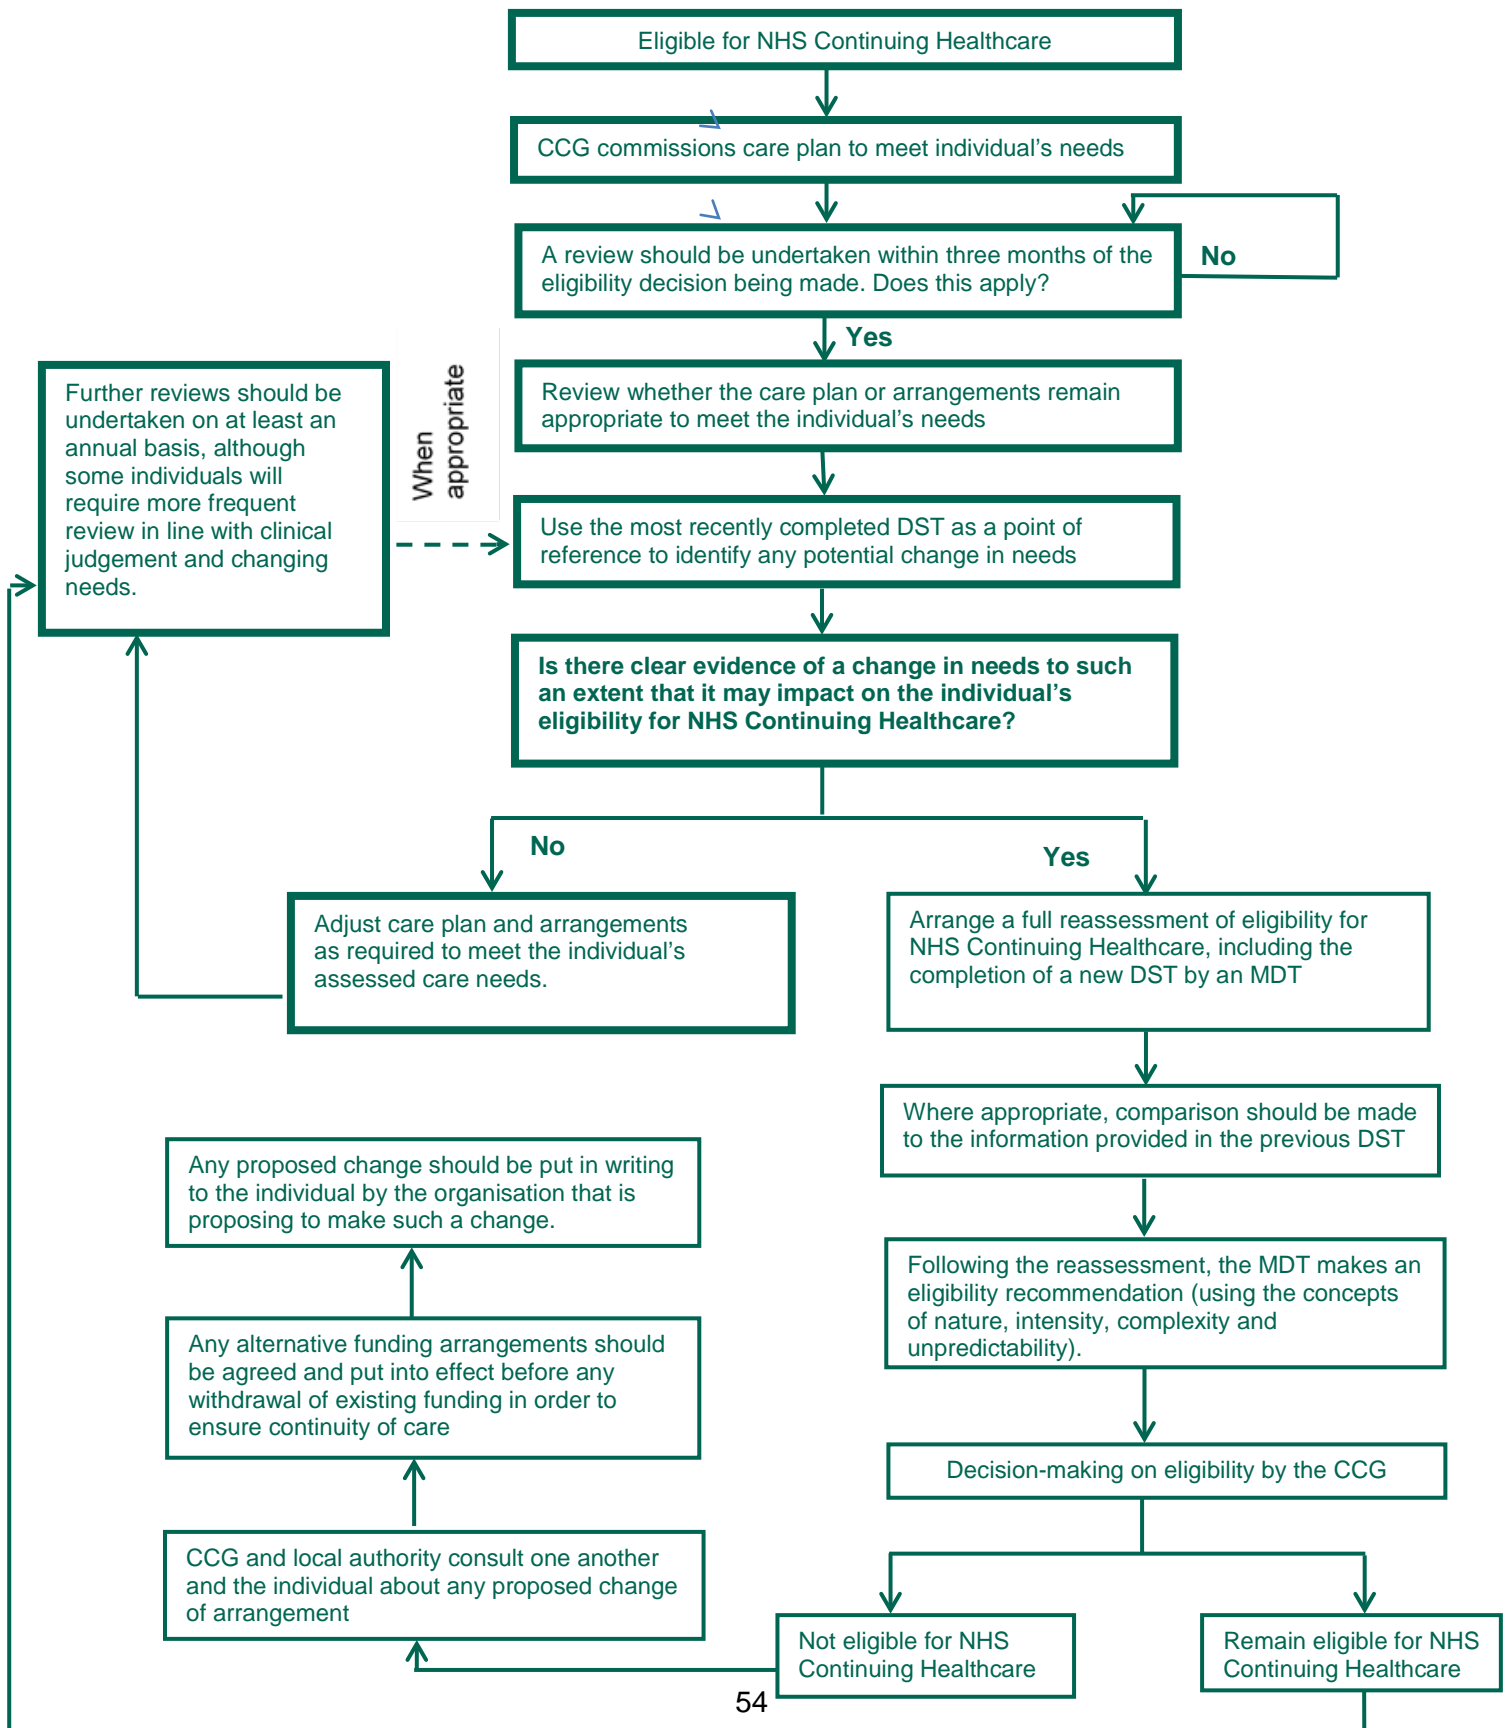 Eligible for NHS Continuing Healthcare
CCG commissions care plan to meet individual's needs
A review should be undertaken within three months of the
eligibility decision being made. Does this apply?
No
Yes
Review whether the care plan or arrangements remain
appropriate to meet the individual's needs
Further reviews should be
undertaken on at least an
annual basis, although
some individuals will
require more frequent
review in line with clinical
judgement and changing
needs.
When
appropriate
Use the most recently completed DST as a point of
reference to identify any potential change in needs
Is there clear evidence of a change in needs to such
an extent that it may impact on the individual's
eligibility for NHS Continuing Healthcare?
No
Yes
Adjust care plan and arrangements
as required to meet the individual's
assessed care needs.
Arrange a full reassessment of eligibility for
NHS Continuing Healthcare, including the
completion of a new DST by an MDT
Where appropriate, comparison should be made
to the information provided in the previous DST
Following the reassessment, the MDT makes an
eligibility recommendation (using the concepts
of nature, intensity, complexity and
unpredictability).
Decision-making on eligibility by the CCG
Not eligible for NHS
Continuing Healthcare
Remain eligible for NHS
Continuing Healthcare
CCG and local authority consult one another
and the individual about any proposed change
of arrangement
Any alternative funding arrangements should
be agreed and put into effect before any
withdrawal of existing funding in order to
ensure continuity of care
Any proposed change should be put in writing
to the individual by the organisation that is
proposing to make such a change.
54